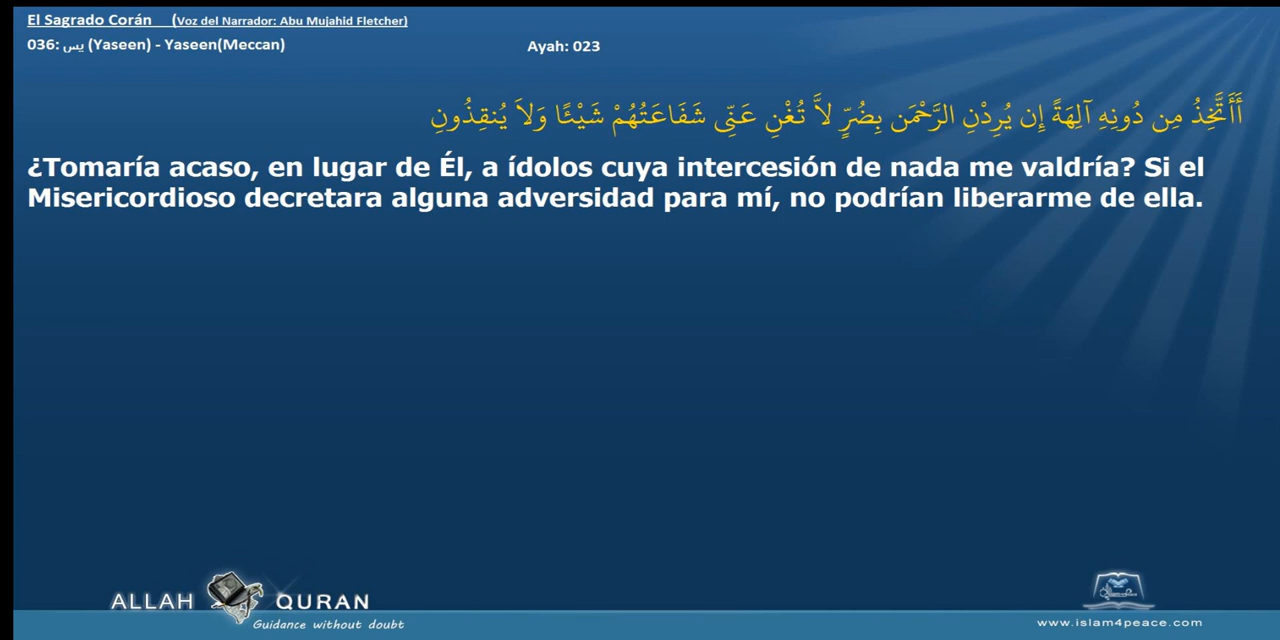 El Sagrado Corán (Voz del Narrador: Abu Mujahid Fletcher)
036: يس (Yaseen) - Yaseen(Meccan)
Ayah: 023
أَأَتَّخِذُ مِن دُونِهِ آلِهَةً إِن يُرِدْنِ الرَّحْمَن بِضُرٍّ لاَّ تُغْنِ عَنِّي شَفَاعَتُهُمْ شَيْئًا وَلاَ يُنقِذُونِ
¿Tomaría acaso, en lugar de Él, a ídolos cuya intercesión de nada me valdría? Si el
Misericordioso decretara alguna adversidad para mí, no podrían liberarme de ella.
ALLAH QURAN
Guidance without doubt
www.islam4peace.com